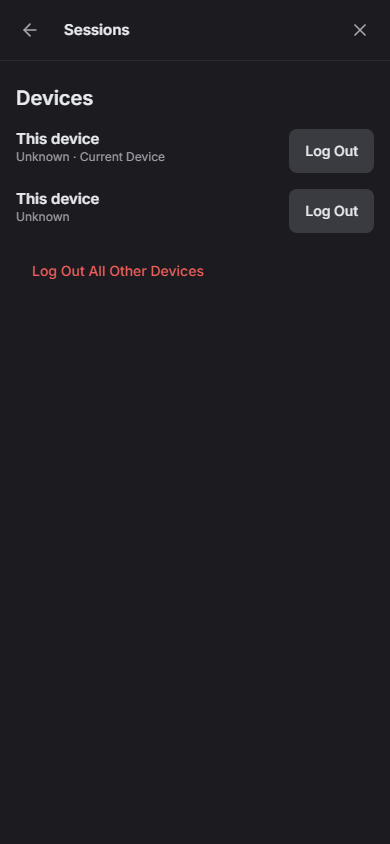 Sessions
Devices
This device
Unknown · Current Device
Log Out
This device
Unknown
Log Out
Log Out All Other Devices